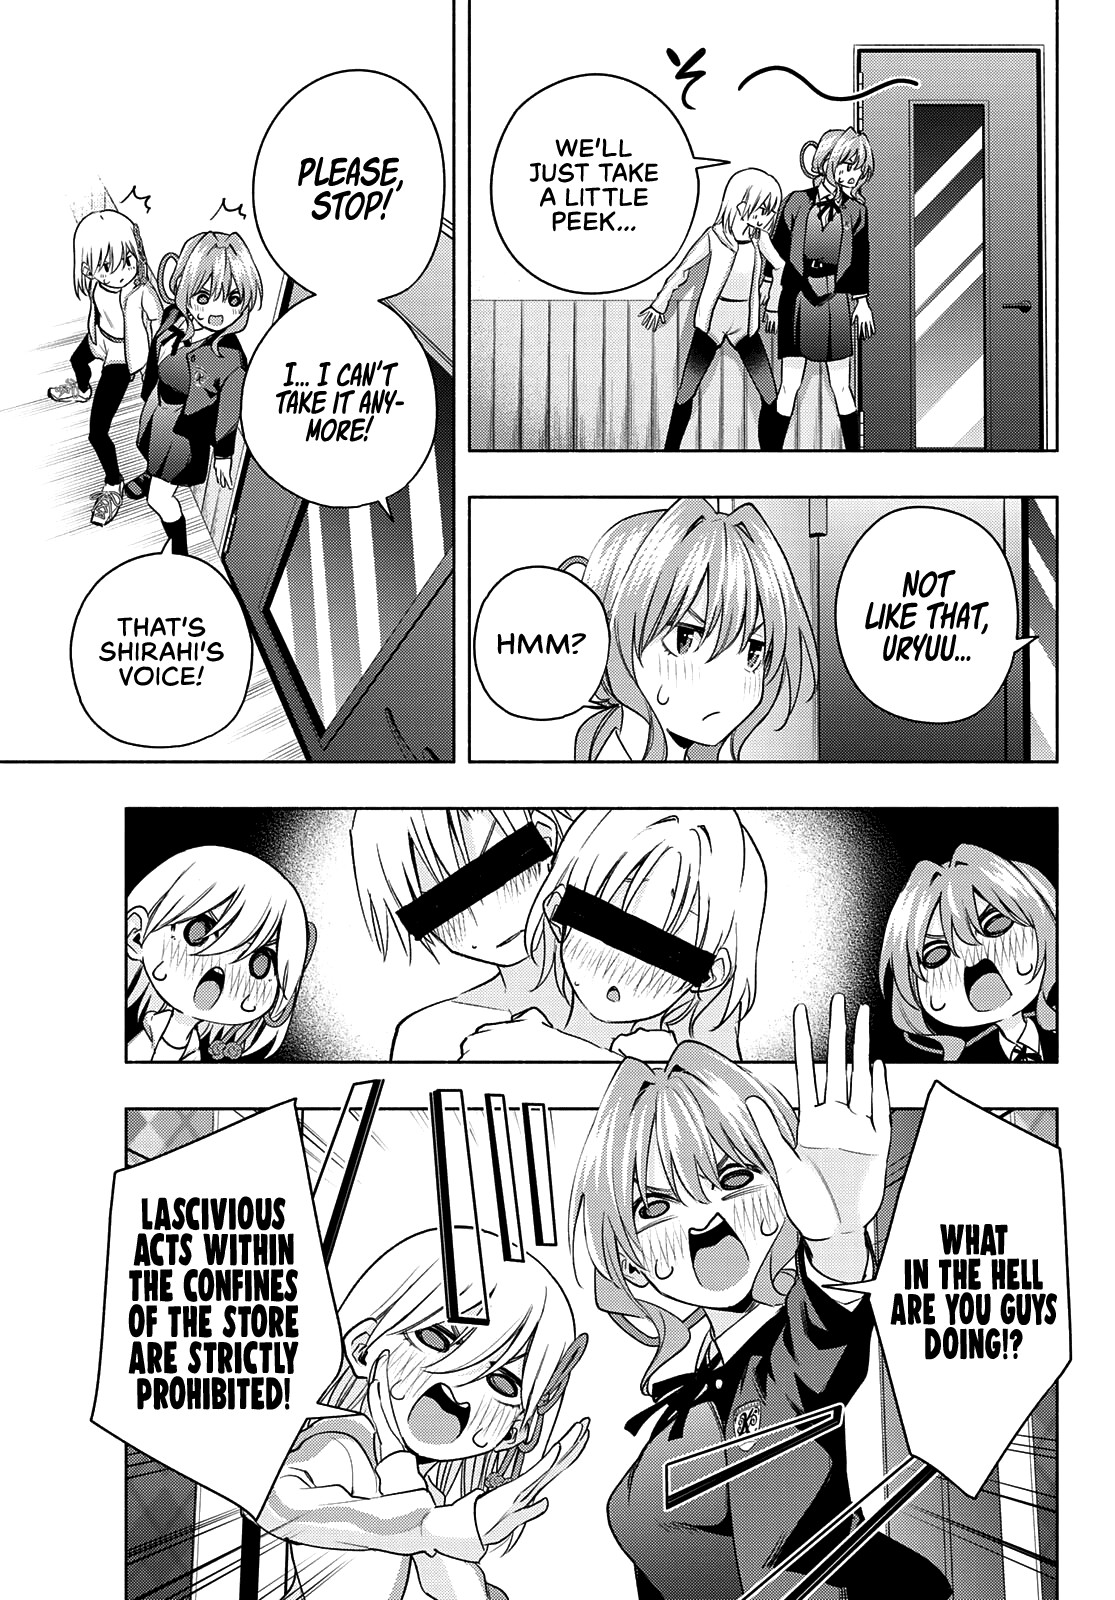 そ〜
WE'LL
JUST TAKE
A LITTLE
PEEK...
NOT
LIKE THAT,
URYUU...
HMM?
PLEASE,
STOP!
I... I CAN'T
TAKE IT ANY-
MORE!
THAT'S
SHIRAHI'S
VOICE!
WHAT
IN THE HELL
ARE YOU GUYS
DOING!?
LASCIVIOUS
ACTS WITHIN
THE CONFINES
OF THE STORE
ARE STRICTLY
PROHIBITED!